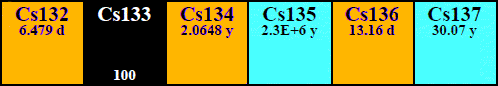 Cs132 Cs133 Cs134 Cs135 Cs136 Cs137
6.479 d 2.0648 y 2.3E+6 y 13.16 d 30.07 y
100